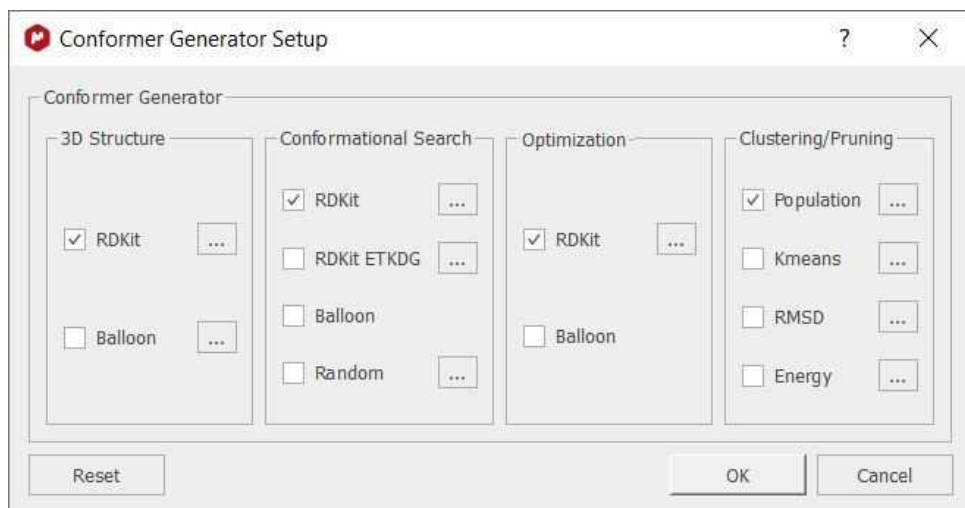 Conformer Generator Setup ?
Conformer Generator
3D Structure
RDKit ...
Balloon ...
Conformational Search
RDKit ...
RDKit ETKDG ...
Balloon
Random ...
Optimization
RDKit ...
Balloon
Clustering/Pruning
Population ...
Kmeans ...
RMSD ...
Energy ...
Reset OK Cancel